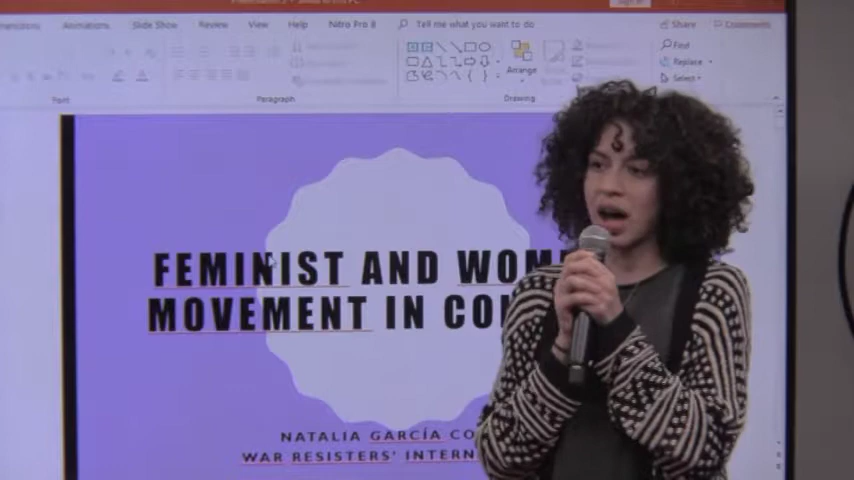 Animations Slide Show Review View Help Nitro Pro 8 Tell me what you want to do Share Comments
Find
Arrange Replace
Select
Font Paragraph Drawing
FEMINIST AND WOM
MOVEMENT IN CO
NATALIA GARCÍA CO
WAR RESISTERS' INTERN